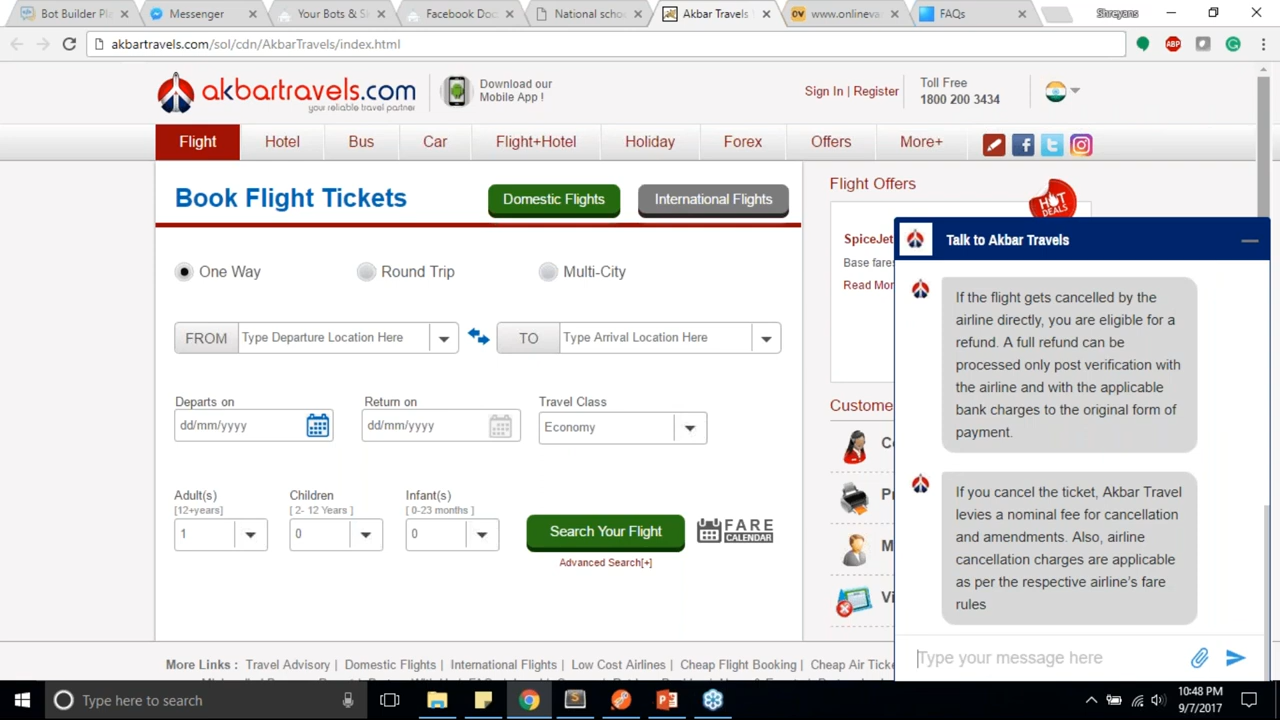 Bot Builder Pl
Messenger
Your Bots & Sk
Facebook Doc
National schoo
Akbar Travels
www.onlineva
FAQs
Shreyans
akbartravels.com/sol/cdn/AkbarTravels/index.html
ABP
akbartravels.com
your reliable travel partner
Download our
Mobile App !
Sign In | Register
Toll Free
1800 200 3434
Flight
Hotel
Bus
Car
Flight+Hotel
Holiday
Forex
Offers
More+
Book Flight Tickets
Domestic Flights
International Flights
Flight Offers
HOT
DEALS
SpiceJet
Base fares
Read Mor
One Way
Round Trip
Multi-City
FROM
Type Departure Location Here
TO
Type Arrival Location Here
Departs on
Return on
Travel Class
dd/mm/yyyy
dd/mm/yyyy
Economy
Adult(s)
[12+years]
1
Children
[ 2- 12 Years ]
0
Infant(s)
[ 0-23 months ]
0
Search Your Flight
FARE
CALENDAR
Advanced Search[+]
Custome
C
Pr
M
Vi
Talk to Akbar Travels
If the flight gets cancelled by the
airline directly, you are eligible for a
refund. A full refund can be
processed only post verification with
the airline and with the applicable
bank charges to the original form of
payment.
If you cancel the ticket, Akbar Travel
levies a nominal fee for cancellation
and amendments. Also, airline
cancellation charges are applicable
as per the respective airline's fare
rules
Type your message here
More Links : Travel Advisory | Domestic Flights | International Flights | Low Cost Airlines | Cheap Flight Booking | Cheap Air Ticke
Type here to search
10:48 PM
9/7/2017